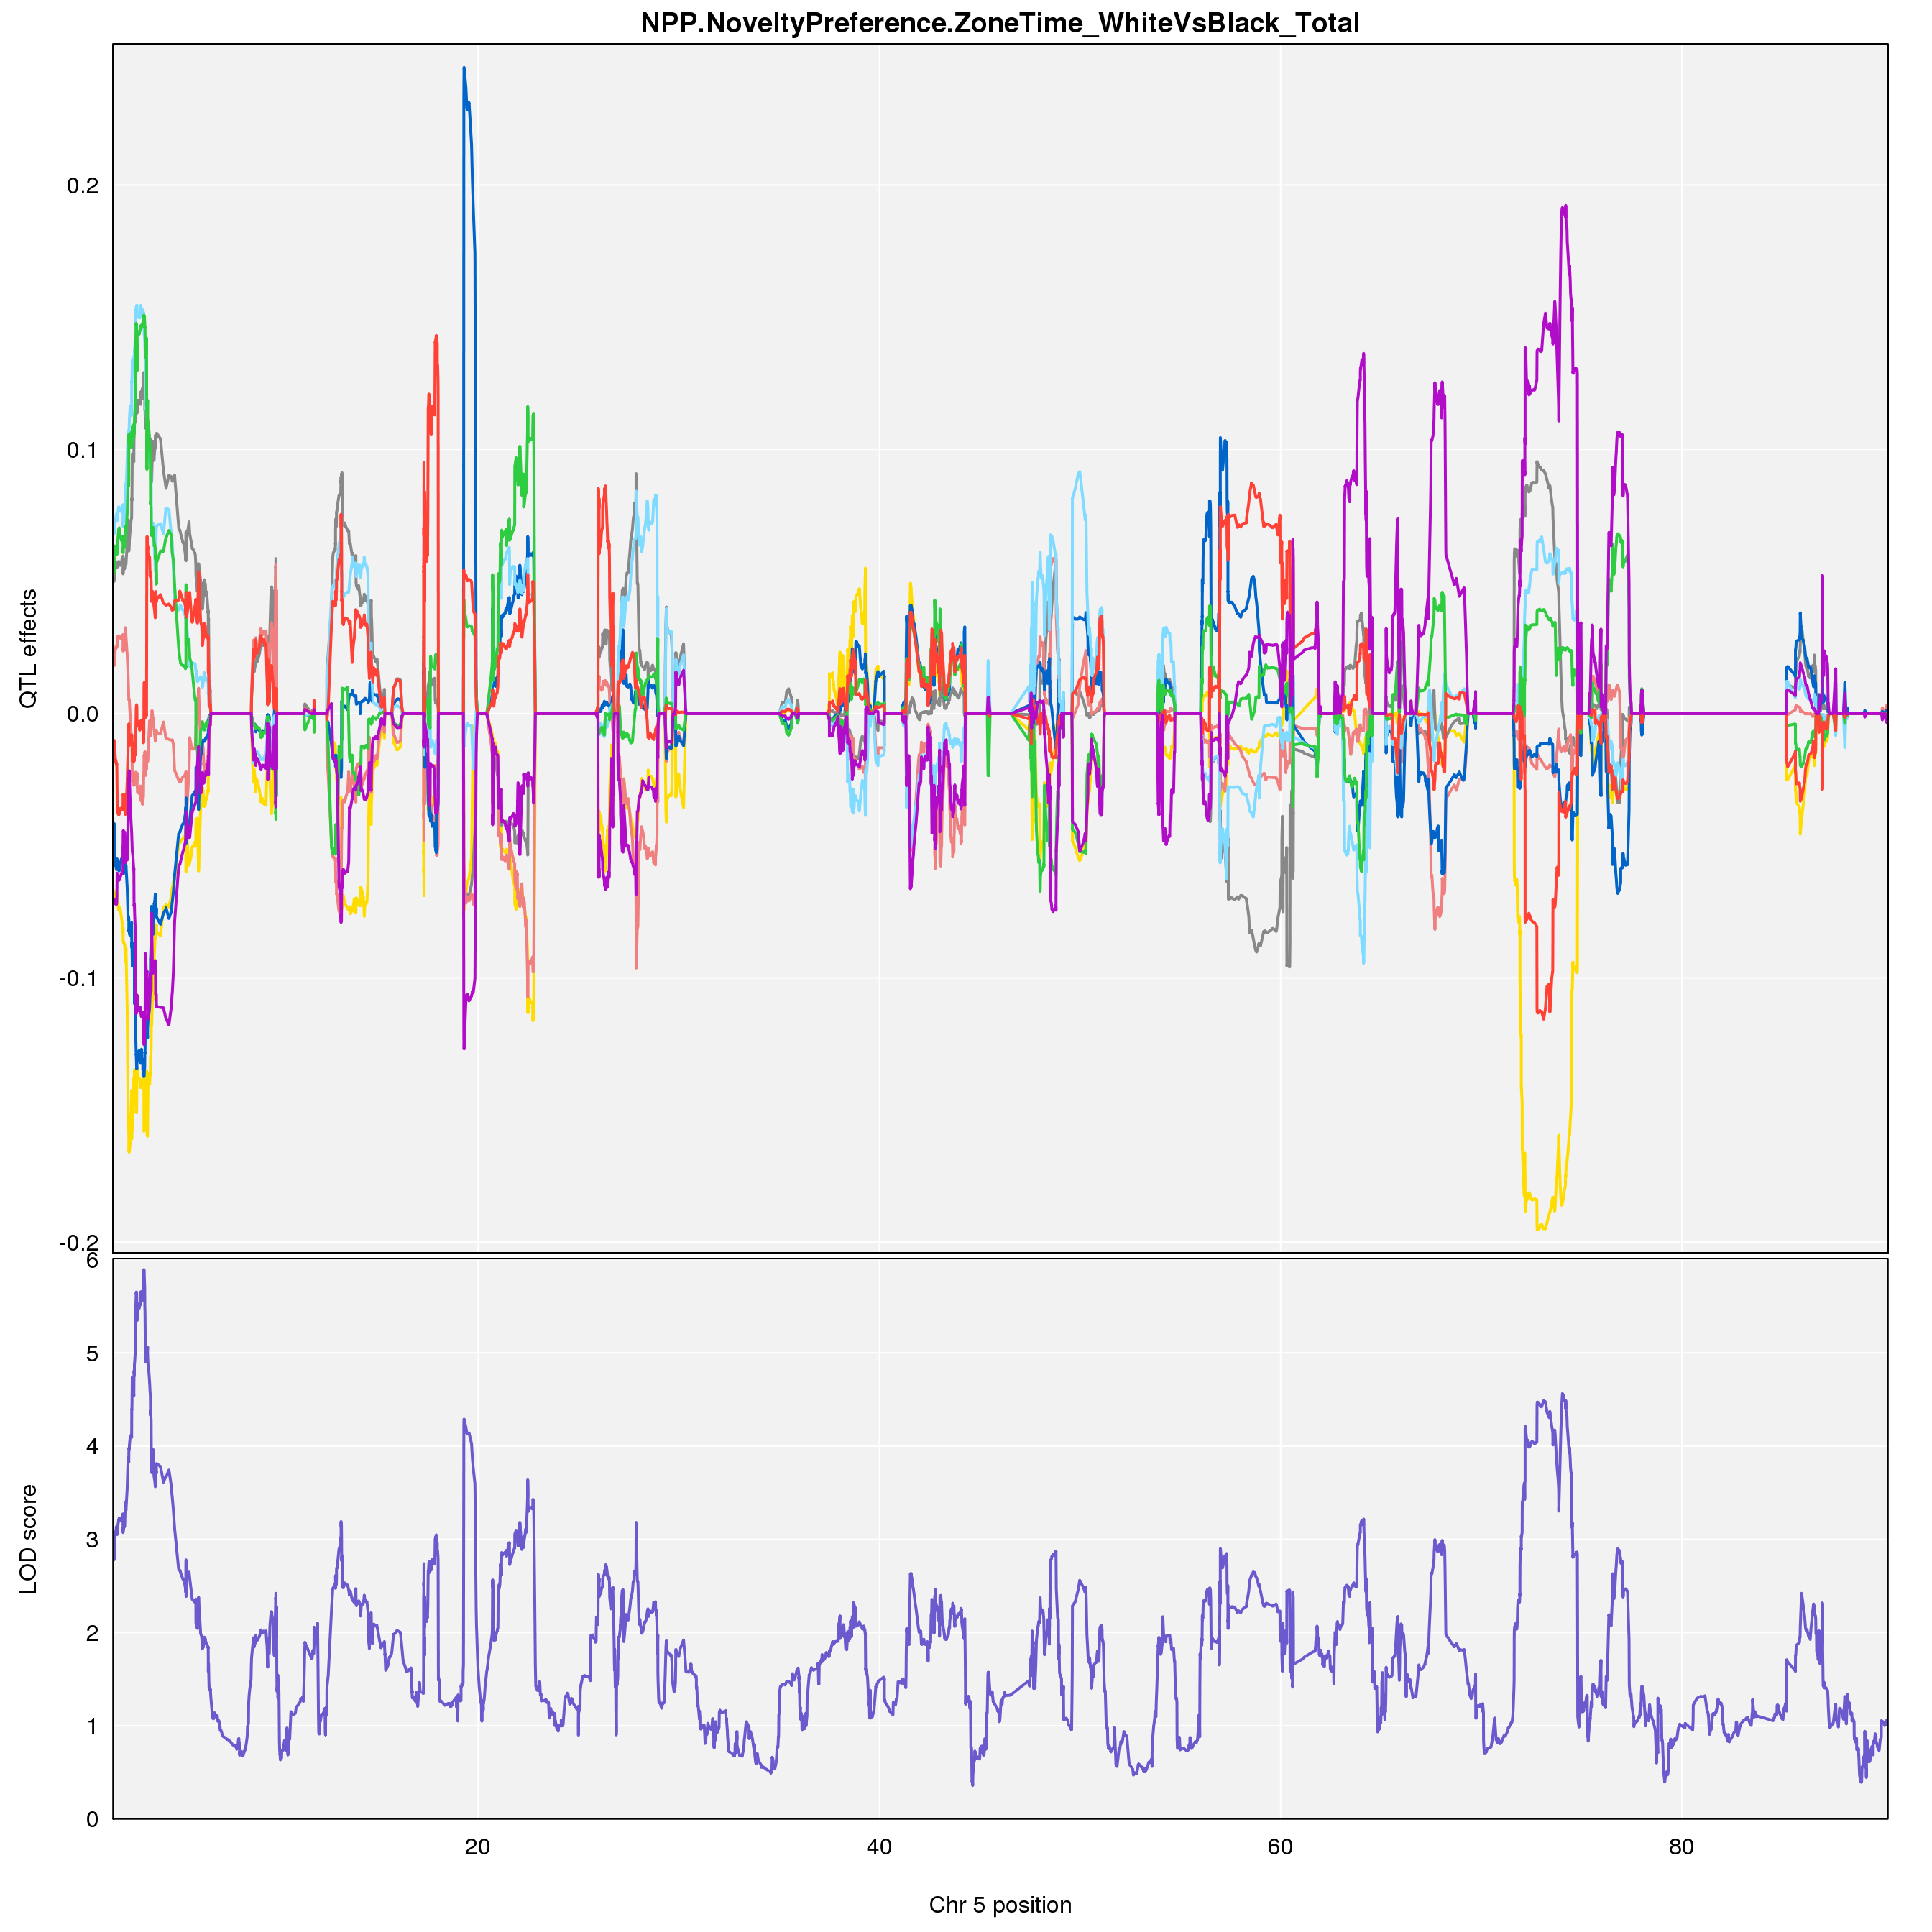 NPP.NoveltyPreference.ZoneTime_WhiteVsBlack_Total
QTL effects
0.2
0.1
0.0
-0.1
-0.2
LOD score
6
5
4
3
2
1
0
20 40 60 80
Chr 5 position